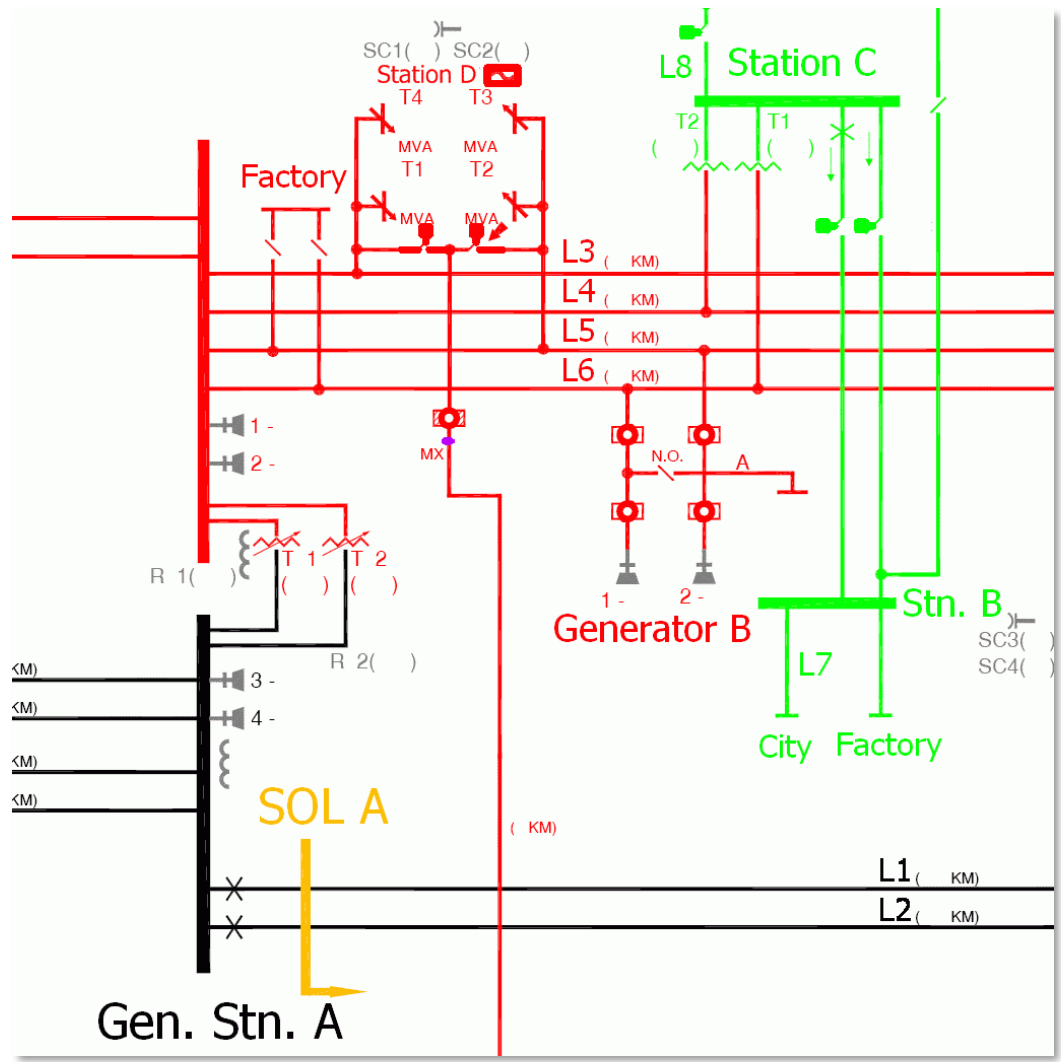 SC1(   ) SC2(   )
Station D
T4 T3
MVA MVA
T1 T2
MVA MVA
Factory
L8
Station C
T2 T1
(   ) (   )
L3 (   KM)
L4 (   KM)
L5 (   KM)
L6 (   KM)
1 -
2 -
MX
N.O. A
T 1 T 2
R 1(   ) (   ) (   )
1 - 2 -
Generator B
Stn. B
SC3(   )
SC4(   )
R 2(   )
L7
KM)
3 -
KM)
4 -
City Factory
KM)
KM)
SOL A
(   KM)
L1 (   KM)
L2 (   KM)
Gen. Stn. A